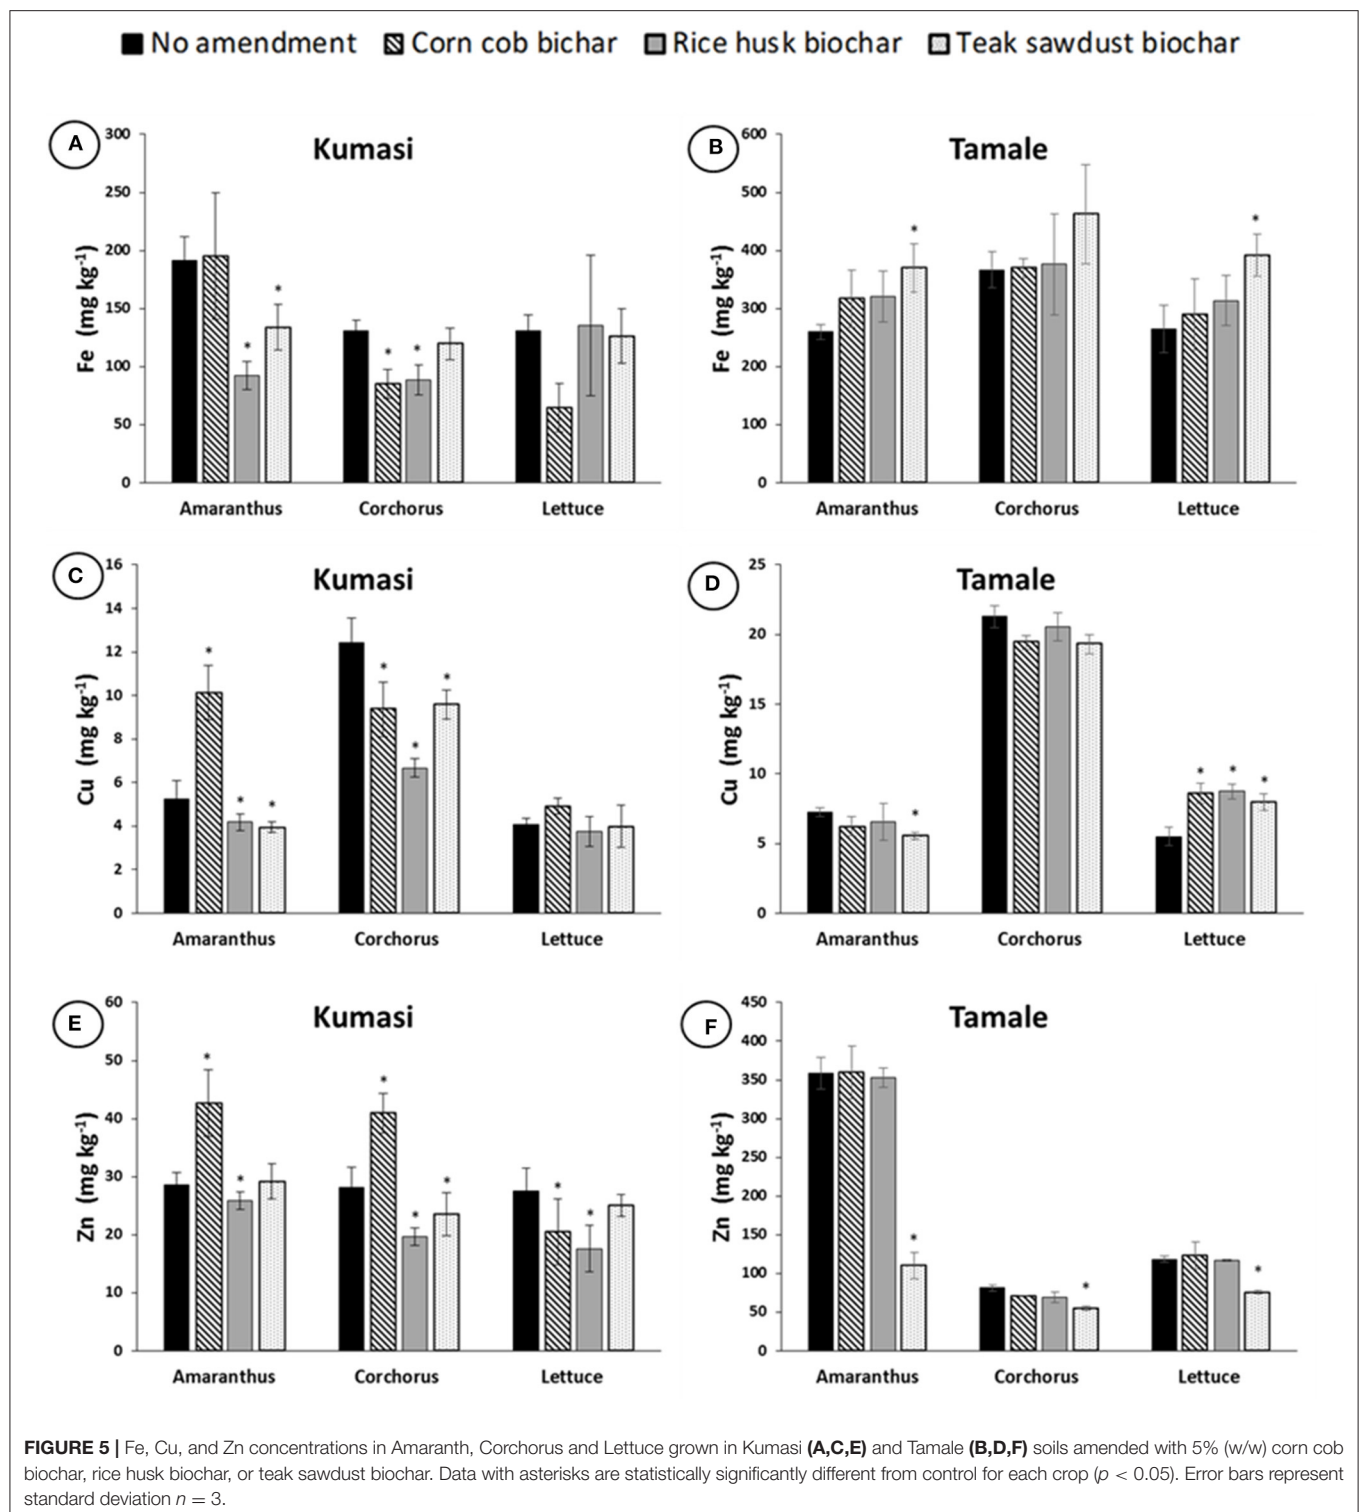 No amendment Corn cob bichar Rice husk biochar Teak sawdust biochar
A
Kumasi
300
250
200
150
100
50
0
Fe (mg kg-1)
* * * *
Amaranthus Corchorus Lettuce
B
Tamale
600
500
400
300
200
100
0
Fe (mg kg-1)
* *
Amaranthus Corchorus Lettuce
C
Kumasi
16
14
12
10
8
6
4
2
0
Cu (mg kg-1)
* * * * * *
Amaranthus Corchorus Lettuce
D
Tamale
25
20
15
10
5
0
Cu (mg kg-1)
* * * *
Amaranthus Corchorus Lettuce
E
Kumasi
60
50
40
30
20
10
0
Zn (mg kg-1)
* * * * * * *
Amaranthus Corchorus Lettuce
F
Tamale
450
400
350
300
250
200
150
100
50
0
Zn (mg kg-1)
* * *
Amaranthus Corchorus Lettuce
FIGURE 5 | Fe, Cu, and Zn concentrations in Amaranth, Corchorus and Lettuce grown in Kumasi (A,C,E) and Tamale (B,D,F) soils amended with 5% (w/w) corn cob
biochar, rice husk biochar, or teak sawdust biochar. Data with asterisks are statistically significantly different from control for each crop (p < 0.05). Error bars represent
standard deviation n = 3.